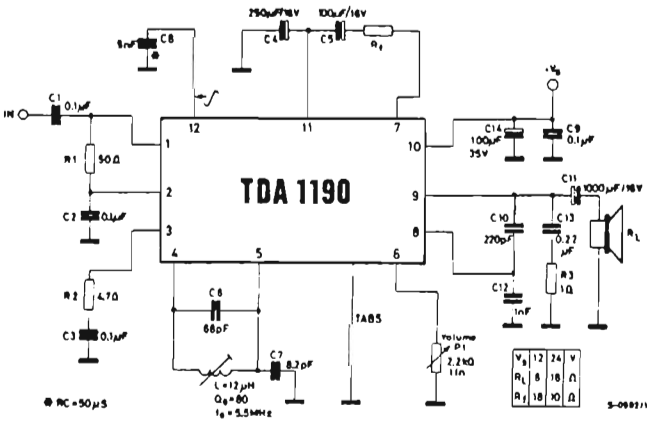 250µF/16V
100µF/16V
C8
C4
C5
Rf
✱
+Vs
C1
0.1µF
IN
12
11
7
1
10
C14
C9
100µF
0.1µF
35V
R1
50Ω
C11
1000µF/16V
TDA 1190
2
9
C2
0.1µF
C10
C13
RL
220pF
0.22
µF
3
8
4
5
6
R2
4.7Ω
R3
1Ω
C6
C12
1nF
68pF
TABS
Volume
P1
2.2kΩ
Lin
C3
0.1µF
C7
8.2pF
L=12µH
Q0=80
f0=5.5MHz
Vs 12 24 V
RL 8 16 Ω
Rf 18 10 Ω
✱ RC=50µS